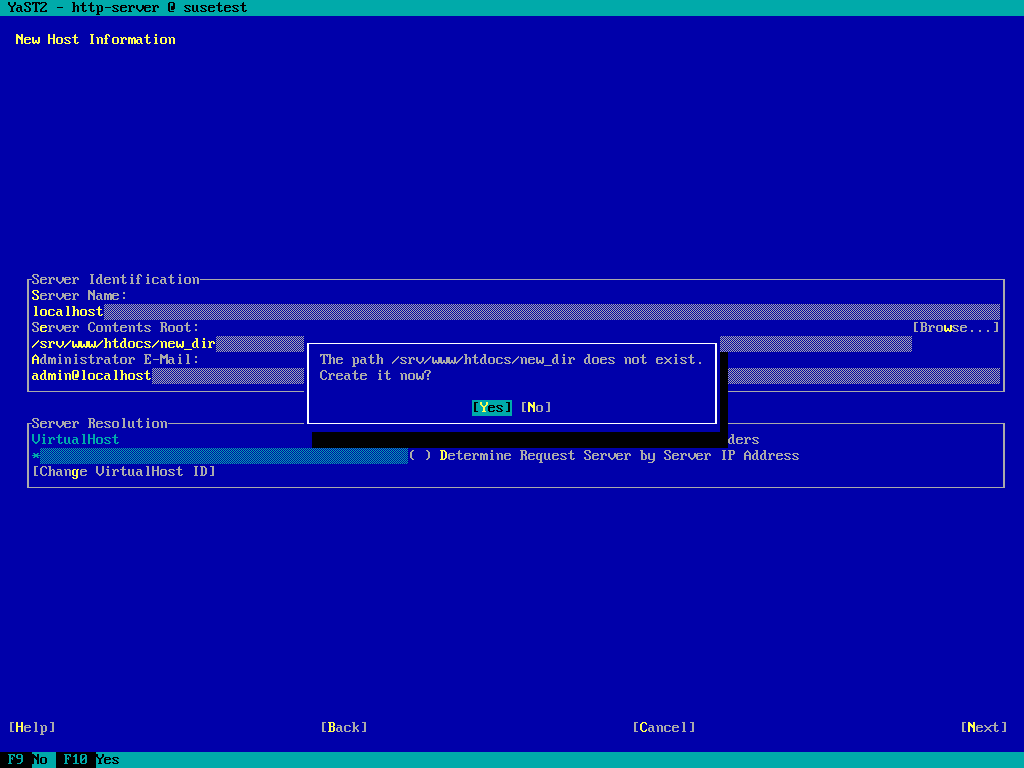 YaST2 - http-server @ susetest
New Host Information
Server Identification
Server Name:
localhost
Server Contents Root: [Browse...]
/srv/www/htdocs/new_dir
Administrator E-Mail:
admin@localhost
The path /srv/www/htdocs/new_dir does not exist.
Create it now?
[Yes] [No]
Server Resolution
VirtualHost ders
* ( ) Determine Request Server by Server IP Address
[Change VirtualHost ID]
[Help] [Back] [Cancel] [Next]
F9 No F10 Yes